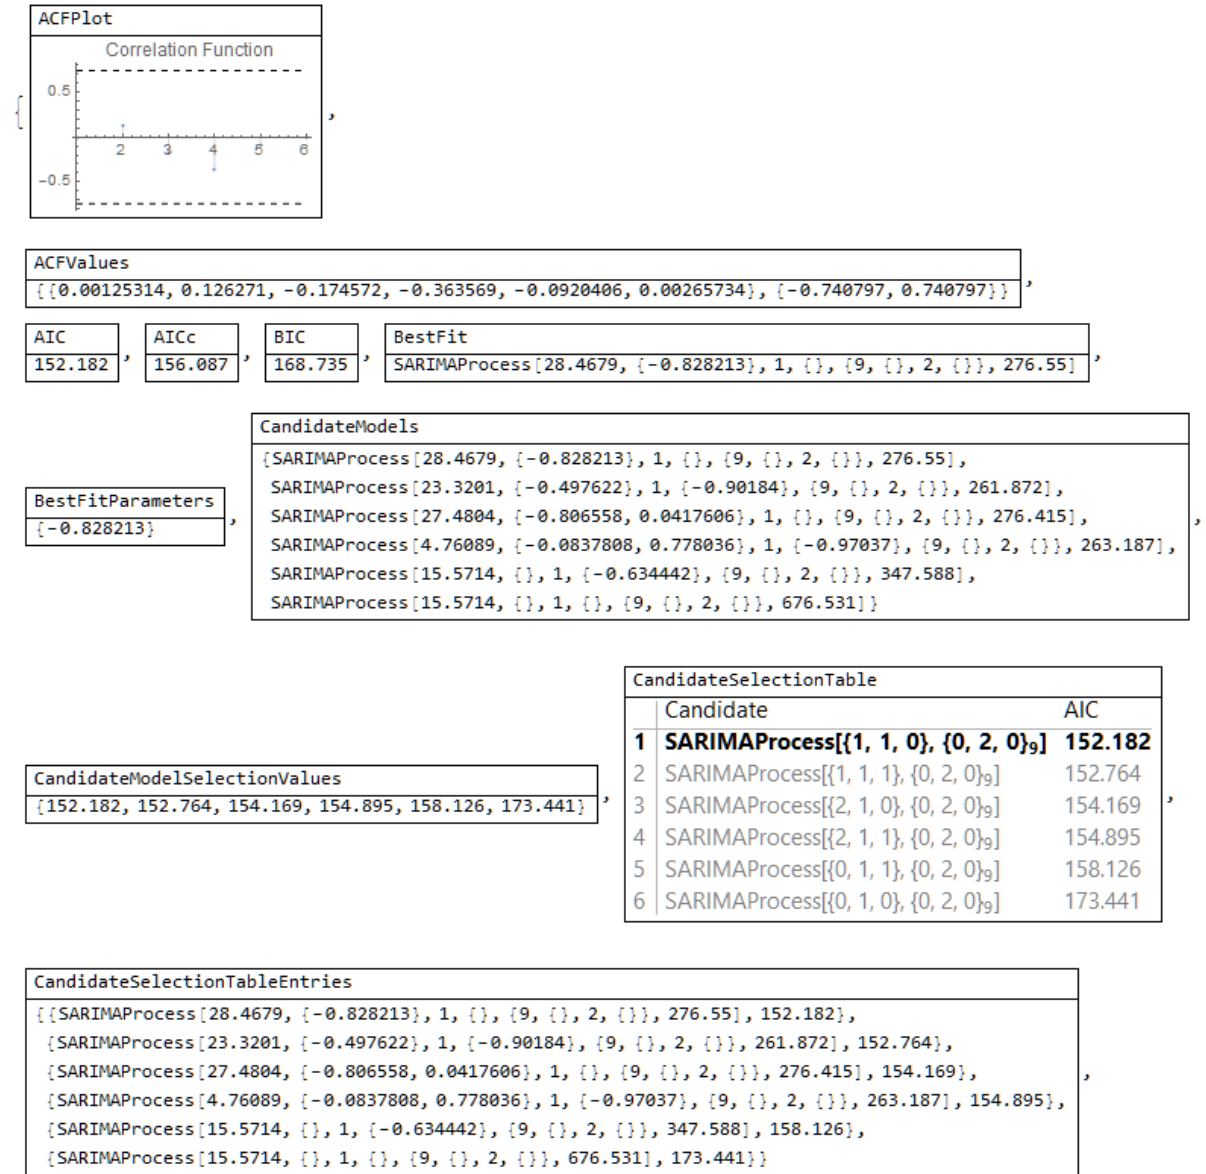 ACFPlot
Correlation Function
0.5
2 3 4 5 6
-0.5
{ ,
ACFValues
{{0.00125314, 0.126271, -0.174572, -0.363569, -0.0920406, 0.00265734}, {-0.740797, 0.740797}} ,
AIC
152.182 ,
AICc
156.087 ,
BIC
168.735 ,
BestFit
SARIMAProcess[28.4679, {-0.828213}, 1, {}, {9, {}, 2, {}}, 276.55] ,
BestFitParameters
{-0.828213} ,
CandidateModels
{SARIMAProcess[28.4679, {-0.828213}, 1, {}, {9, {}, 2, {}}, 276.55],
SARIMAProcess[23.3201, {-0.497622}, 1, {-0.90184}, {9, {}, 2, {}}, 261.872],
SARIMAProcess[27.4804, {-0.806558, 0.0417606}, 1, {}, {9, {}, 2, {}}, 276.415],
SARIMAProcess[4.76089, {-0.0837808, 0.778036}, 1, {-0.97037}, {9, {}, 2, {}}, 263.187],
SARIMAProcess[15.5714, {}, 1, {-0.634442}, {9, {}, 2, {}}, 347.588],
SARIMAProcess[15.5714, {}, 1, {}, {9, {}, 2, {}}, 676.531]} ,
CandidateModelSelectionValues
{152.182, 152.764, 154.169, 154.895, 158.126, 173.441} ,
CandidateSelectionTable
Candidate AIC
1 SARIMAProcess[{1, 1, 0}, {0, 2, 0}₉] 152.182
2 SARIMAProcess[{1, 1, 1}, {0, 2, 0}₉] 152.764
3 SARIMAProcess[{2, 1, 0}, {0, 2, 0}₉] 154.169
4 SARIMAProcess[{2, 1, 1}, {0, 2, 0}₉] 154.895
5 SARIMAProcess[{0, 1, 1}, {0, 2, 0}₉] 158.126
6 SARIMAProcess[{0, 1, 0}, {0, 2, 0}₉] 173.441 ,
CandidateSelectionTableEntries
{{SARIMAProcess[28.4679, {-0.828213}, 1, {}, {9, {}, 2, {}}, 276.55], 152.182},
{SARIMAProcess[23.3201, {-0.497622}, 1, {-0.90184}, {9, {}, 2, {}}, 261.872], 152.764},
{SARIMAProcess[27.4804, {-0.806558, 0.0417606}, 1, {}, {9, {}, 2, {}}, 276.415], 154.169},
{SARIMAProcess[4.76089, {-0.0837808, 0.778036}, 1, {-0.97037}, {9, {}, 2, {}}, 263.187], 154.895},
{SARIMAProcess[15.5714, {}, 1, {-0.634442}, {9, {}, 2, {}}, 347.588], 158.126},
{SARIMAProcess[15.5714, {}, 1, {}, {9, {}, 2, {}}, 676.531], 173.441}} ,